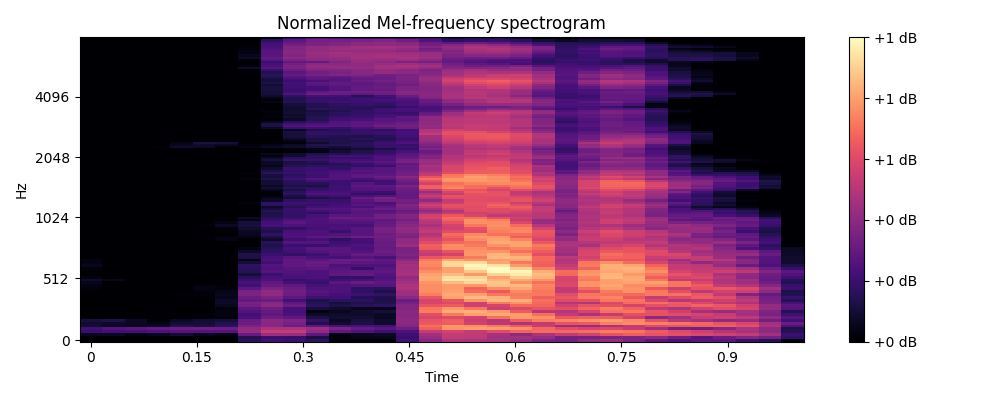 Normalized Mel-frequency spectrogram
Hz
4096
2048
1024
512
0
0 0.15 0.3 0.45 0.6 0.75 0.9
Time
+1 dB
+1 dB
+1 dB
+0 dB
+0 dB
+0 dB